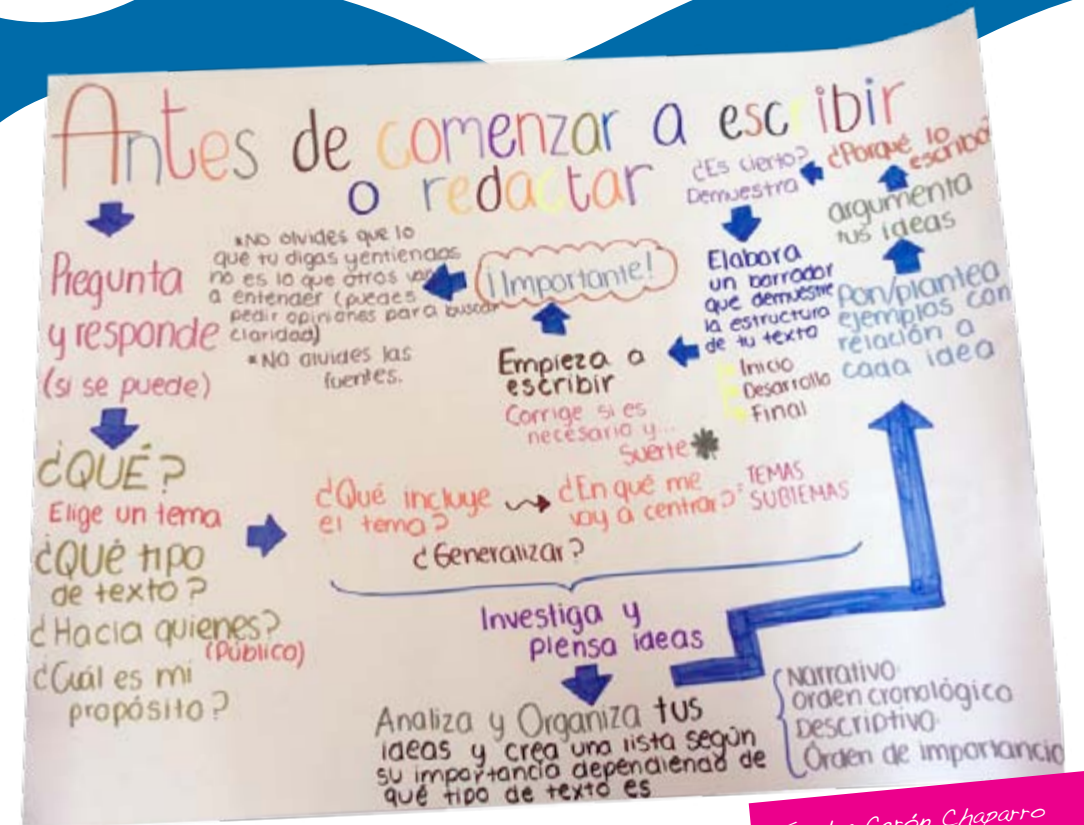 Antes de comenzar a escribir
o redactar
Pregunta
y responde
(si se puede)
¿QUÉ?
Elige un tema
¿QUÉ tipo
de texto?
¿Hacia quienes?
(Público)
¿Cuál es mi
propósito?
¿Qué incluye
el tema?
¿En qué me
voy a centrar?
TEMAS
SUBTEMAS
¿Generalizar?
Investiga y
piensa ideas
Analiza y Organiza tus
ideas y crea una lista según
su importancia dependiendo de
qué tipo de texto es
Narrativo
Orden cronológico
Descriptivo
Órden de importancia
Pon/plantea
ejemplos con
relación a
cada idea
argumenta
tus ideas
¿Porqué lo
escribo?
¿Es cierto?
Demuestra
Elabora
un borrador
que demuestre
la estructura
de tu texto
Inicio
Desarrollo
Final
Empieza a
escribir
Corrige si es
necesario y...
Suerte
¡Importante!
*No olvides que lo
que tu digas y entiendas
no es lo que otros van
a entender (puedes
pedir opiniones para buscar
claridad)
*No olvides las
fuentes.
Garón Chaparro